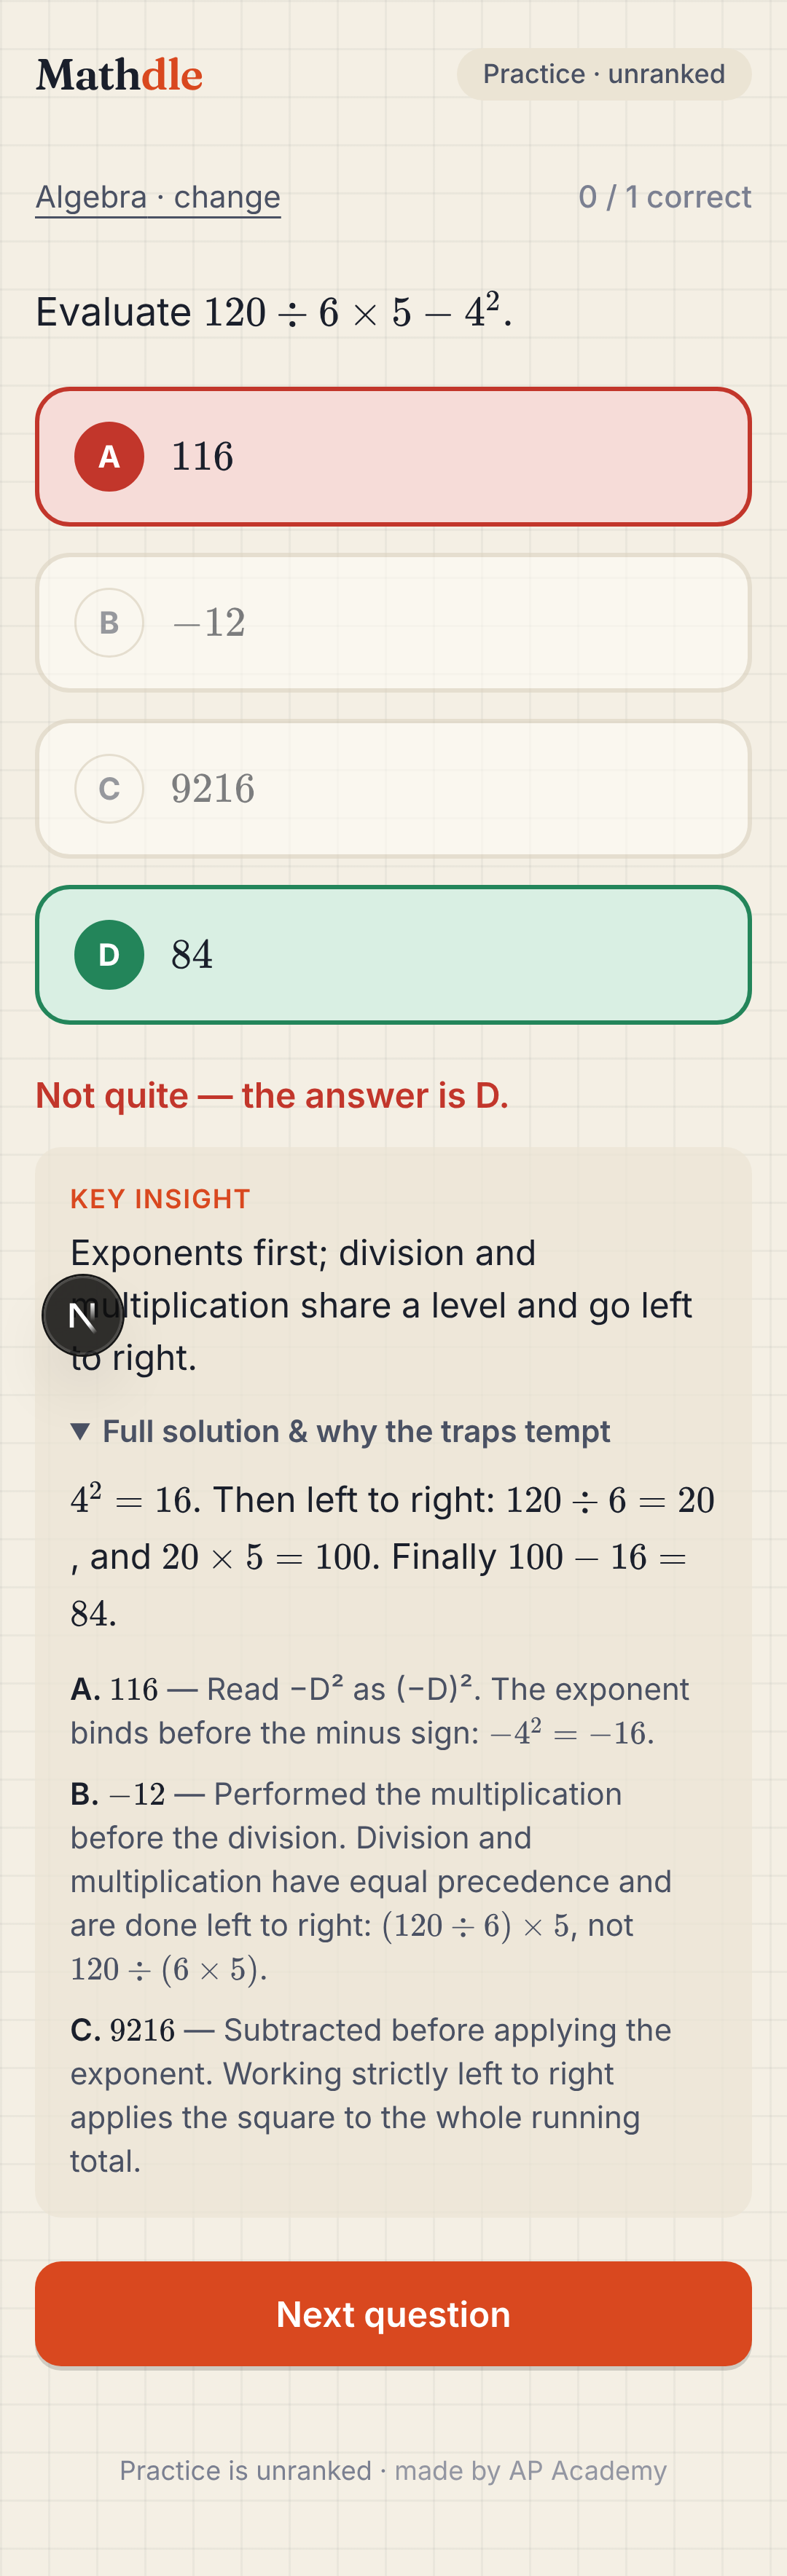 Mathdle
Practice · unranked
Algebra · change
0 / 1 correct
Evaluate 120 ÷ 6 × 5 − 4².
A 116
B −12
C 9216
D 84
Not quite — the answer is D.
KEY INSIGHT
Exponents first; division and
multiplication share a level and go left
to right.
N
▼ Full solution & why the traps tempt
4² = 16. Then left to right: 120 ÷ 6 = 20
, and 20 × 5 = 100. Finally 100 − 16 =
84.
A. 116 — Read −D² as (−D)². The exponent
binds before the minus sign: −4² = −16.
B. −12 — Performed the multiplication
before the division. Division and
multiplication have equal precedence and
are done left to right: (120 ÷ 6) × 5, not
120 ÷ (6 × 5).
C. 9216 — Subtracted before applying the
exponent. Working strictly left to right
applies the square to the whole running
total.
Next question
Practice is unranked · made by AP Academy